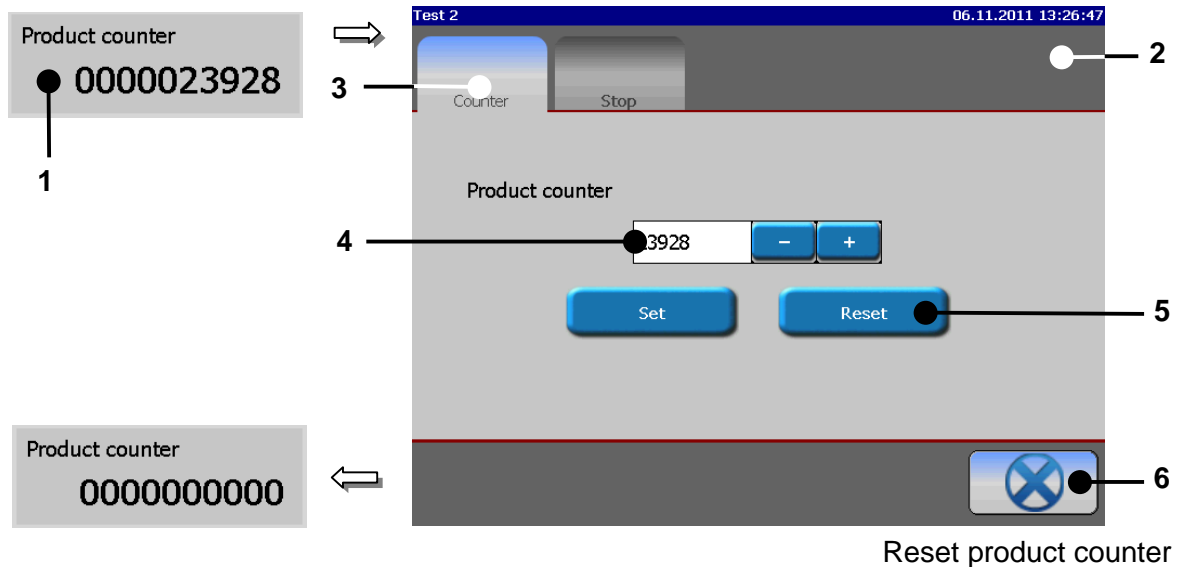 Product counter
0000023928
1
Test 2 06.11.2011 13:26:47
2
3
Counter Stop
Product counter
4
3928 - +
Set Reset
5
Product counter
0000000000
6
Reset product counter